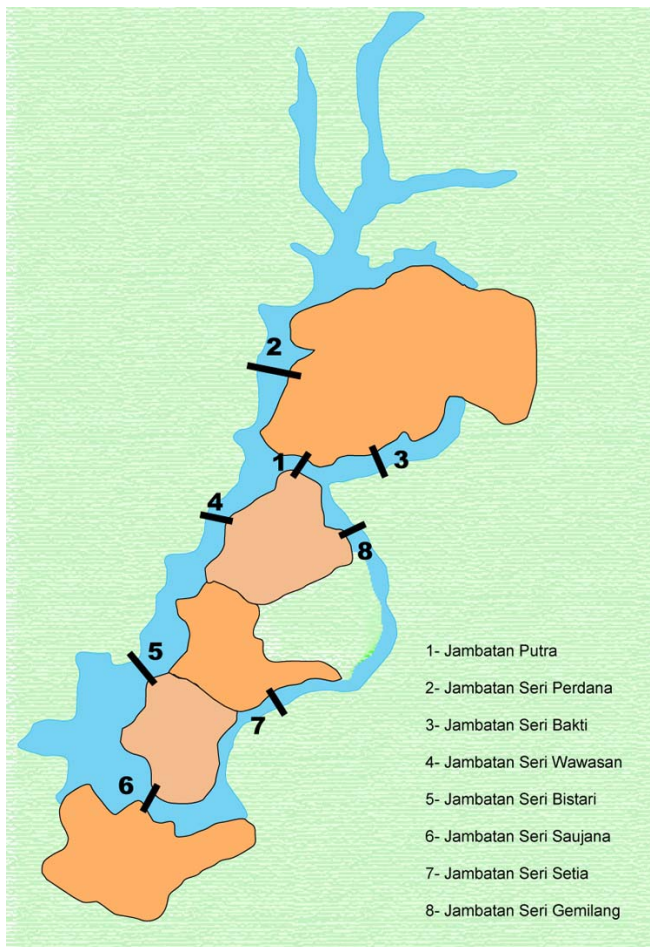 2
1
3
4
8
5
7
6
1- Jambatan Putra
2- Jambatan Seri Perdana
3- Jambatan Seri Bakti
4- Jambatan Seri Wawasan
5- Jambatan Seri Bistari
6- Jambatan Seri Saujana
7- Jambatan Seri Setia
8- Jambatan Seri Gemilang